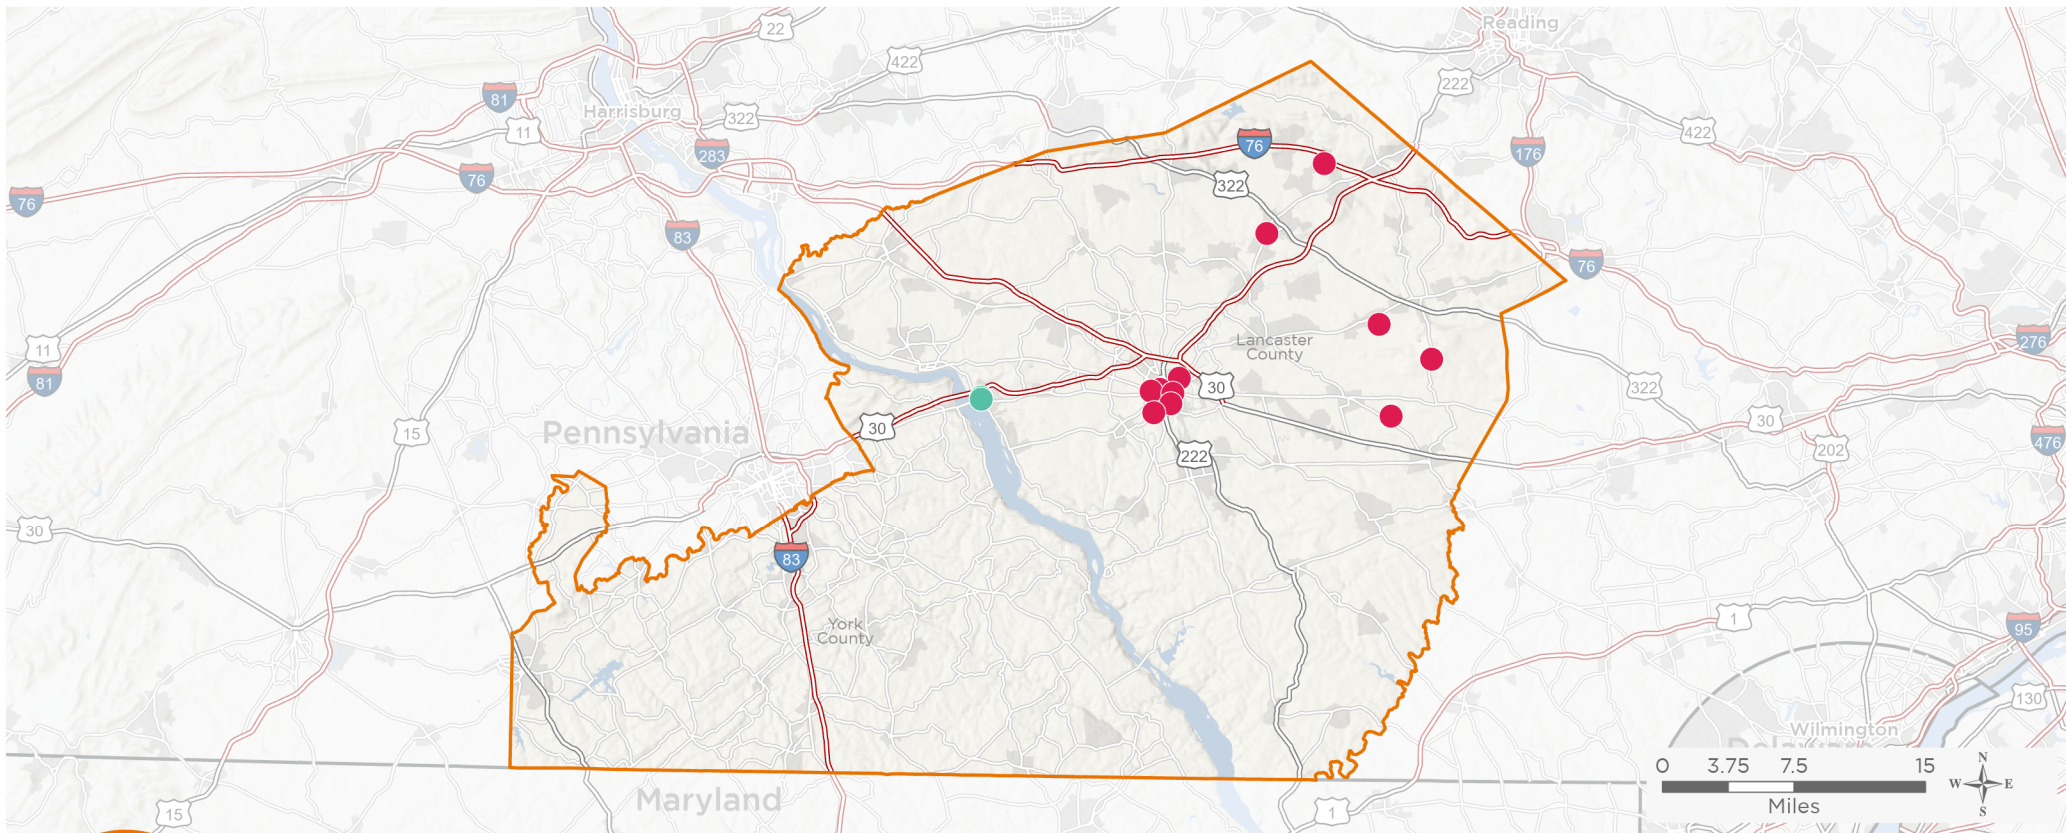 Reading
22
422
222
81
Harrisburg
322
11
422
76
283
176
76
322
76
76
83
76
11
Lancaster
County
276
81
30
322
15
30
Pennsylvania
30
202
476
222
30
83
York
County
1
95
130
Wilmington
Delaware
0 3.75 7.5 15
Miles
N
W E
S
Maryland
15
1